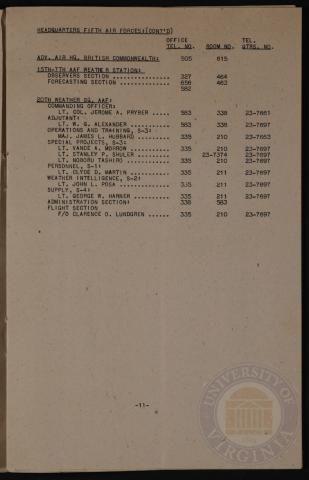 HEADQUARTERS FIFTH AIR FORCES:(CONT'D)
OFFICE TEL. NO. ROOM NO. TEL. QTRS. NO.
ADV. AIR HQ. BRITISH COMMONWEALTH: 505 615
15TH-7TH AAF WEATHER STATION:
OBSERVERS SECTION 327 464
FORECASTING SECTION 656 463
582
20TH WEATHER SQ. AAF:
COMMANDING OFFICER:
LT. COL. JEROME A. PRYBER 583 338 23-7661
ADJUTANT:
LT. W. G. ALEXANDER 583 338 23-7697
OPERATIONS AND TRAINING, S-3:
MAJ. JAMES L. HUBBARD 335 210 23-7653
SPECIAL PROJECTS, S-3:
LT. VANCE A. MORROW 335 210 23-7697
LT. STANLEY P. SHULER 23-7374 23-7697
LT. NOBORU TASHIRO 335 210 23-7697
PERSONNEL, S-1:
LT. CLYDE D. MARTIN 335 211 23-7697
WEATHER INTELLIGENCE, S-2:
LT. JOHN L. POSA 335 211 23-7697
SUPPLY, S-4:
LT. GEORGE W. HARNER 335 211 23-7697
ADMINISTRATION SECTION: 338 583
FLIGHT SECTION
F/O CLARENCE O. LUNDGREN 335 210 23-7697
-11-
UNIVERSITY OF VIRGINIA